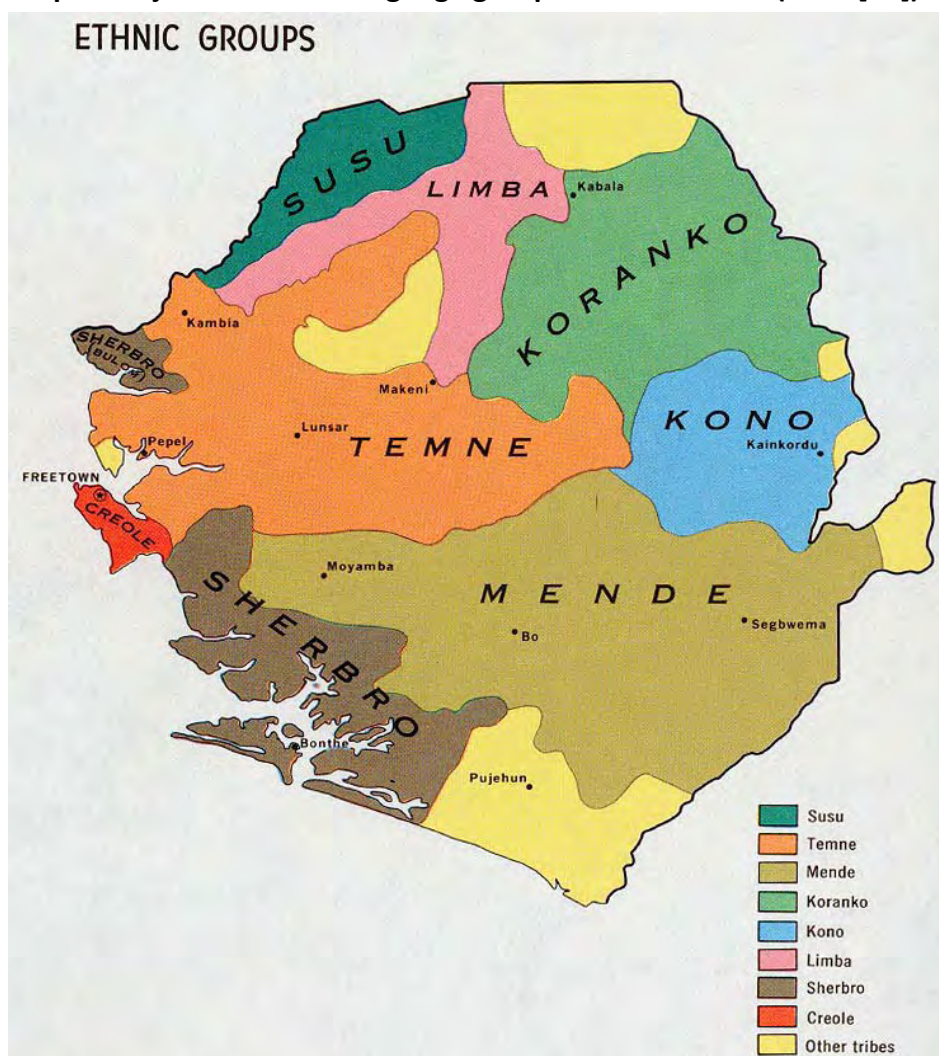 ETHNIC GROUPS
SUSU
LIMBA
Kabala
KORANKO
Kambia
SHERBRO
(BULOM)
Makeni
KONO
Lunsar
TEMNE
Kainkordu
Pepel
FREETOWN
CREOLE
Moyamba
SHERBRO
MENDE
Segbwema
Bo
Bonthe
Pujehun
Susu
Temne
Mende
Koranko
Kono
Limba
Sherbro
Creole
Other tribes